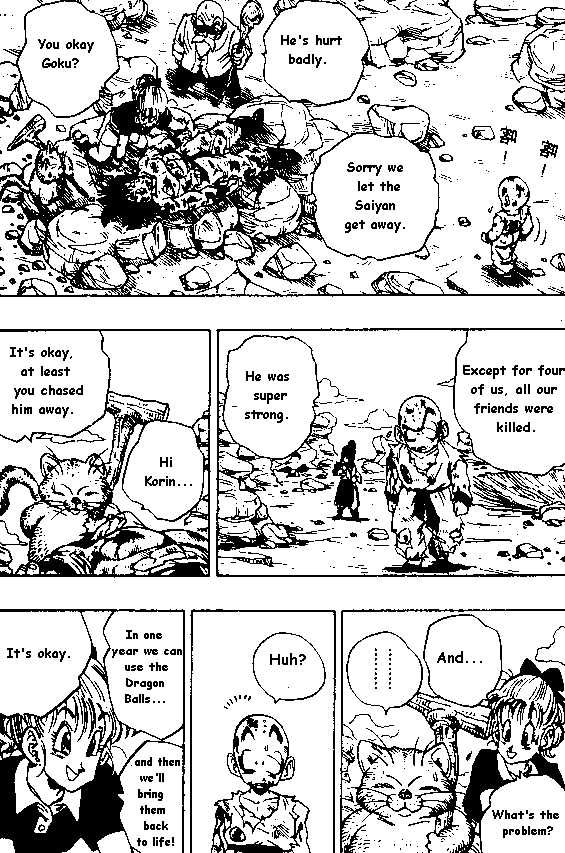 He's hurt
badly.
You okay
Goku?
Sorry we
let the
Saiyan
get away.
Except for four
of us, all our
friends were
killed.
He was
super
strong.
Hi
Korin...
It's okay,
at least
you chased
him away.
And...
What's the
problem?
Huh?
In one
year we can
use the
Dragon
Balls...
and then
we'll
bring
them
back
to life!
It's okay.